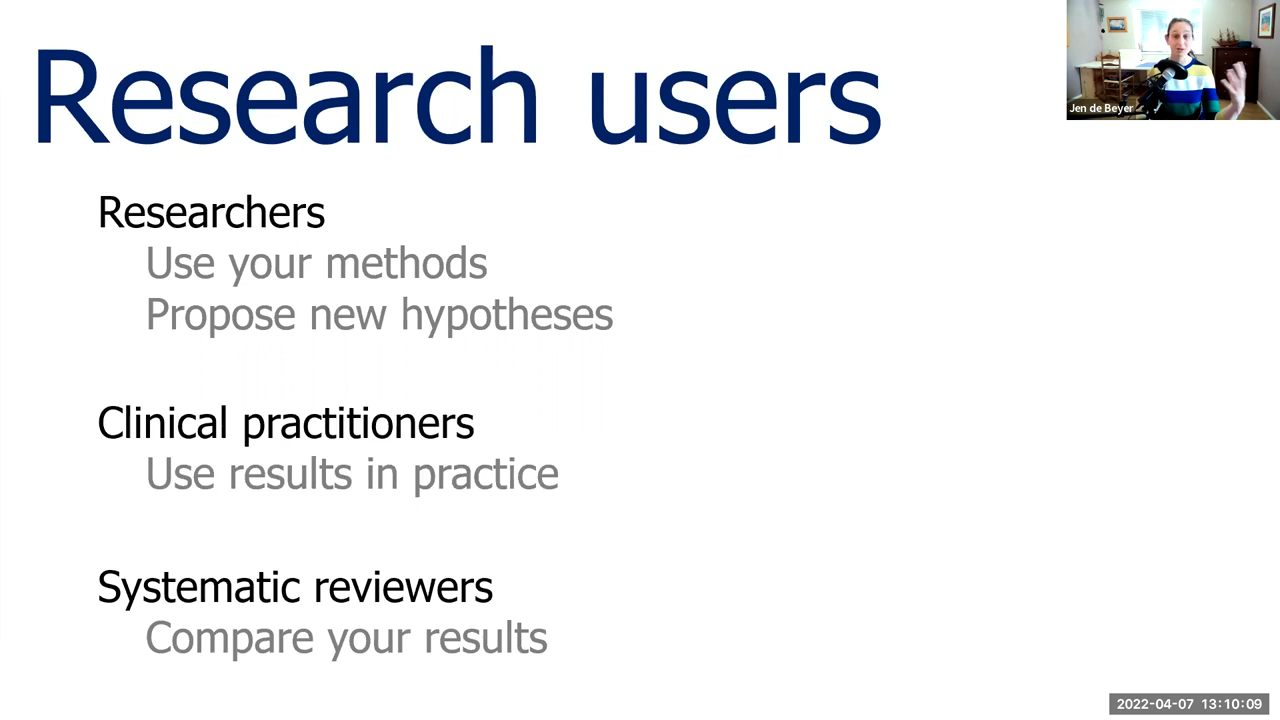 Research users
Jen de Beyer
Researchers
Use your methods
Propose new hypotheses
Clinical practitioners
Use results in practice
Systematic reviewers
Compare your results
2022-04-07 13:10:09